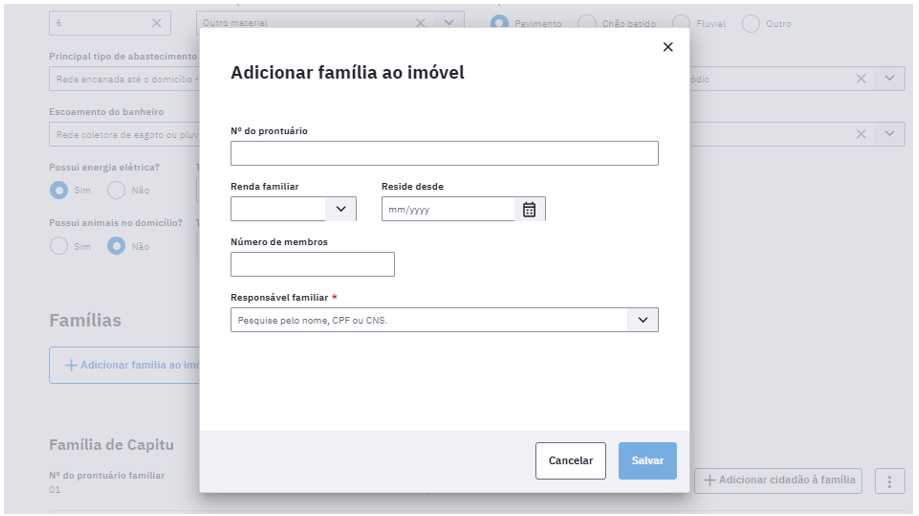 6
Outro material
Pavimento
Chão batido
Fluvial
Outro
Adicionar família ao imóvel
Principal tipo de abastecimento
Rede encanada até o domicílio -
ódio
Escoamento do banheiro
Rede coletora de esgoto ou pluv
Nº do prontuário
Possui energia elétrica?
Sim
Não
Renda familiar
Reside desde
mm/yyyy
Possui animais no domicílio?
Sim
Não
Número de membros
Responsável familiar *
Pesquise pelo nome, CPF ou CNS.
Famílias
Adicionar família ao imó
Família de Capitu
Cancelar
Salvar
Nº do prontuário familiar
01
Adicionar cidadão à família